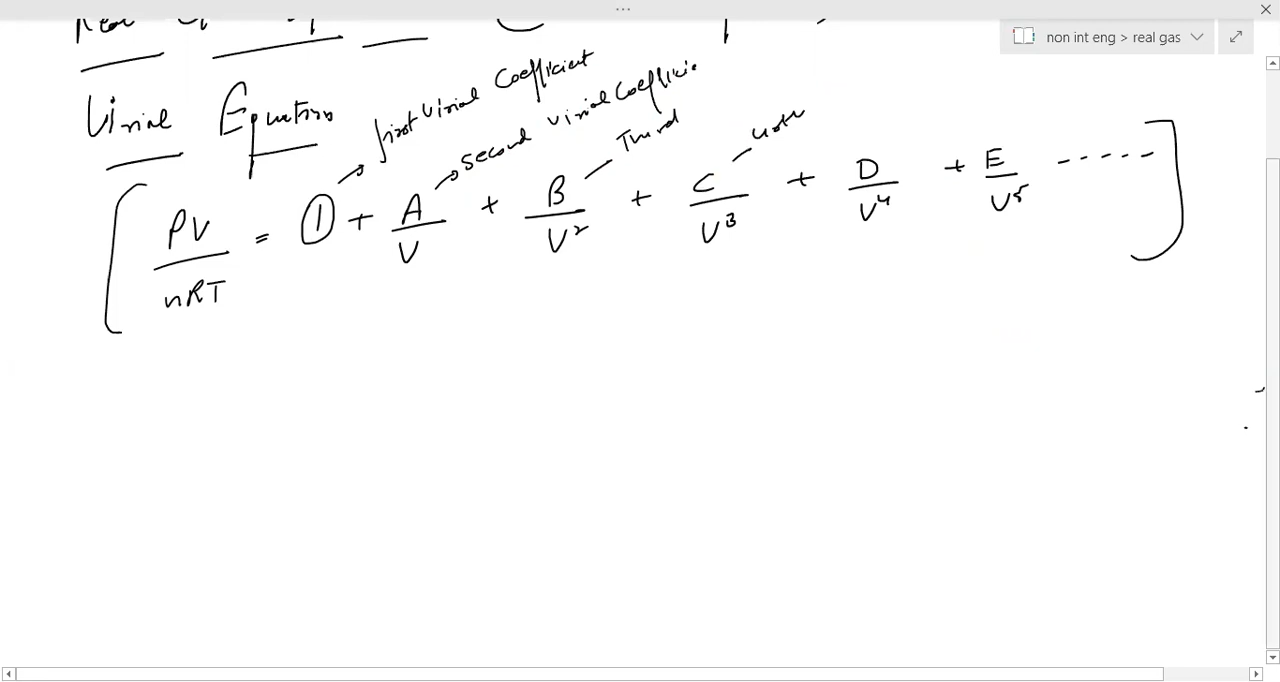 non int eng > real gas
Virial Equation
first Virial Coefficient
second Virial Coefficie
Third
PV/nRT = 1 + A/V + B/V² + C/V³ + D/V⁴ + E/V⁵ -----